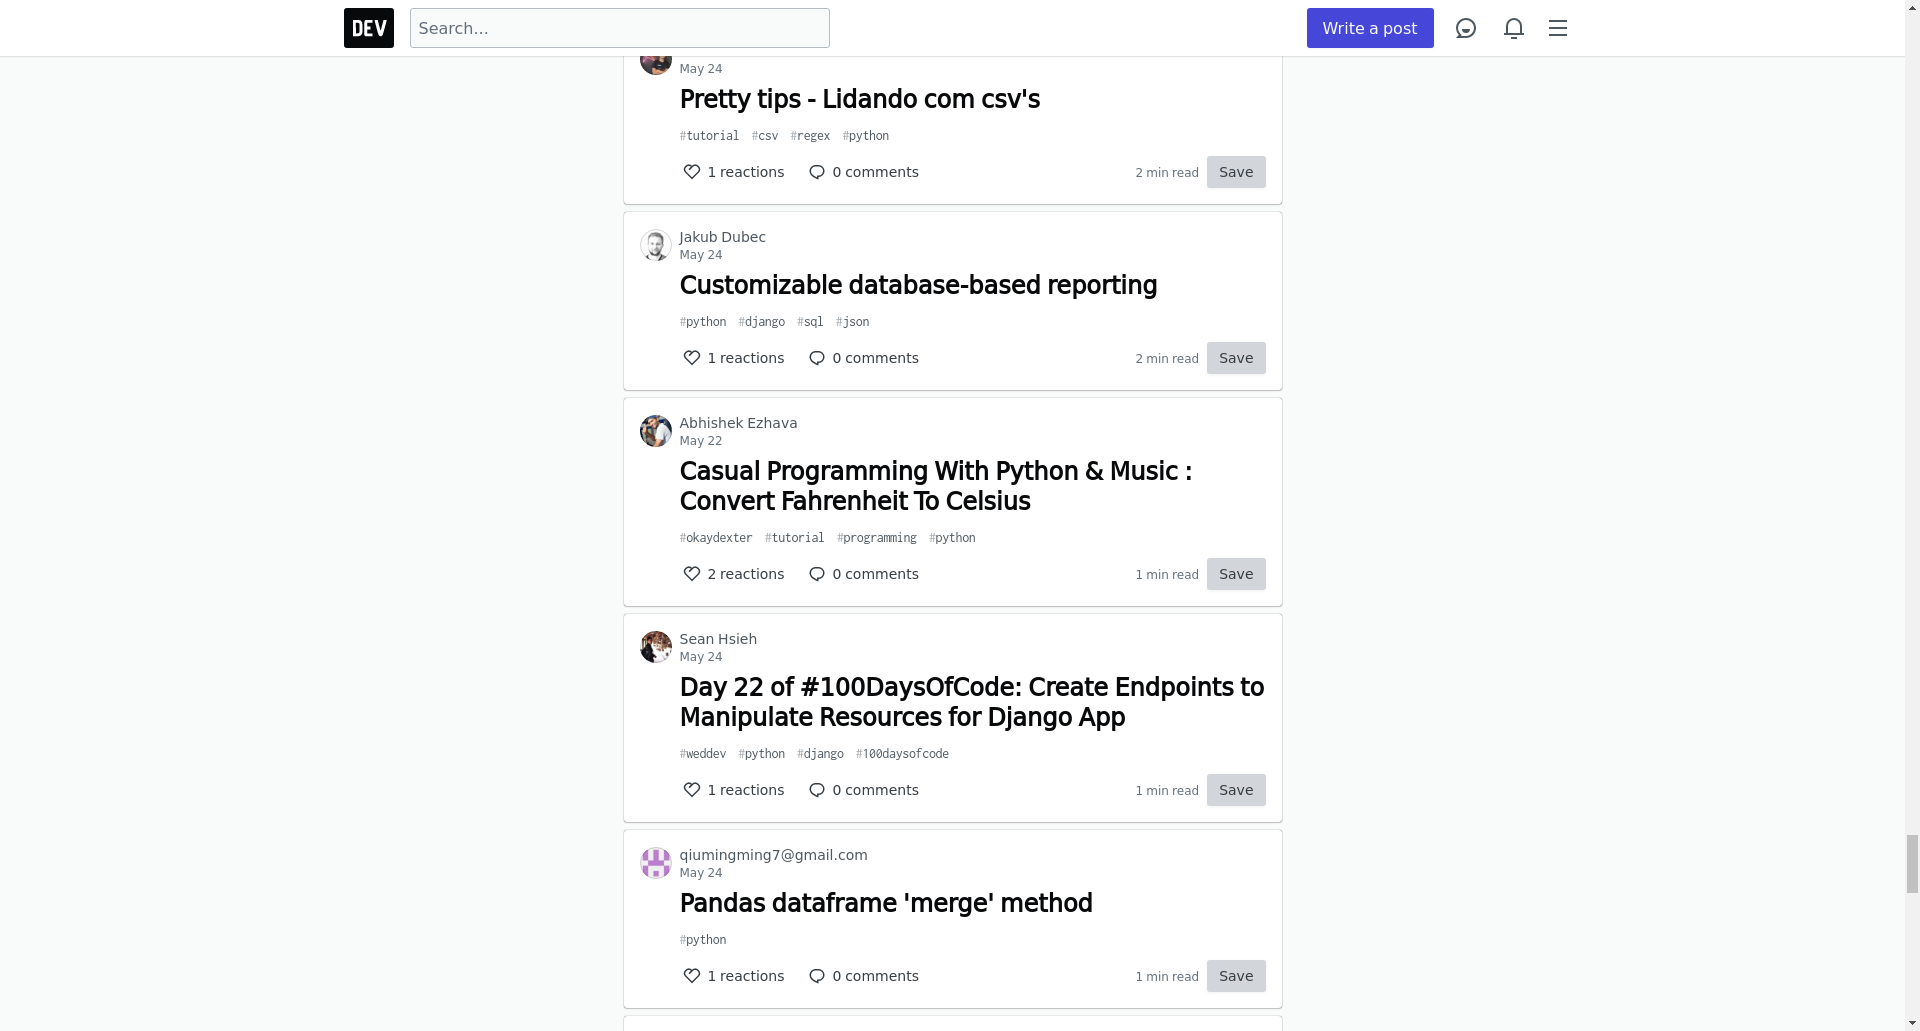 DEV
Search...
Write a post
May 24
Pretty tips - Lidando com csv's
#tutorial #csv #regex #python
1 reactions 0 comments 2 min read Save
Jakub Dubec
May 24
Customizable database-based reporting
#python #django #sql #json
1 reactions 0 comments 2 min read Save
Abhishek Ezhava
May 22
Casual Programming With Python & Music :
Convert Fahrenheit To Celsius
#okaydexter #tutorial #programming #python
2 reactions 0 comments 1 min read Save
Sean Hsieh
May 24
Day 22 of #100DaysOfCode: Create Endpoints to
Manipulate Resources for Django App
#weddev #python #django #100daysofcode
1 reactions 0 comments 1 min read Save
qiumingming7@gmail.com
May 24
Pandas dataframe 'merge' method
#python
1 reactions 0 comments 1 min read Save